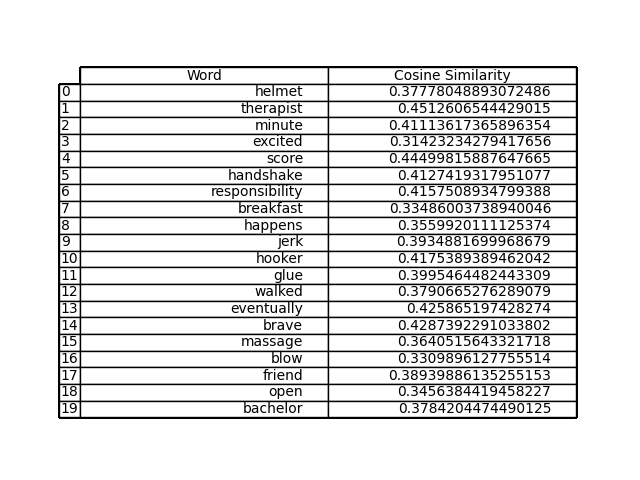 Word Cosine Similarity
0 helmet 0.37778048893072486
1 therapist 0.4512606544429015
2 minute 0.41113617365896354
3 excited 0.31423234279417656
4 score 0.44499815887647665
5 handshake 0.4127419317951077
6 responsibility 0.4157508934799388
7 breakfast 0.33486003738940046
8 happens 0.3559920111125374
9 jerk 0.3934881699968679
10 hooker 0.4175389389462042
11 glue 0.3995464482443309
12 walked 0.3790665276289079
13 eventually 0.425865197428274
14 brave 0.4287392291033802
15 massage 0.3640515643321718
16 blow 0.3309896127755514
17 friend 0.38939886135255153
18 open 0.3456384419458227
19 bachelor 0.3784204474490125